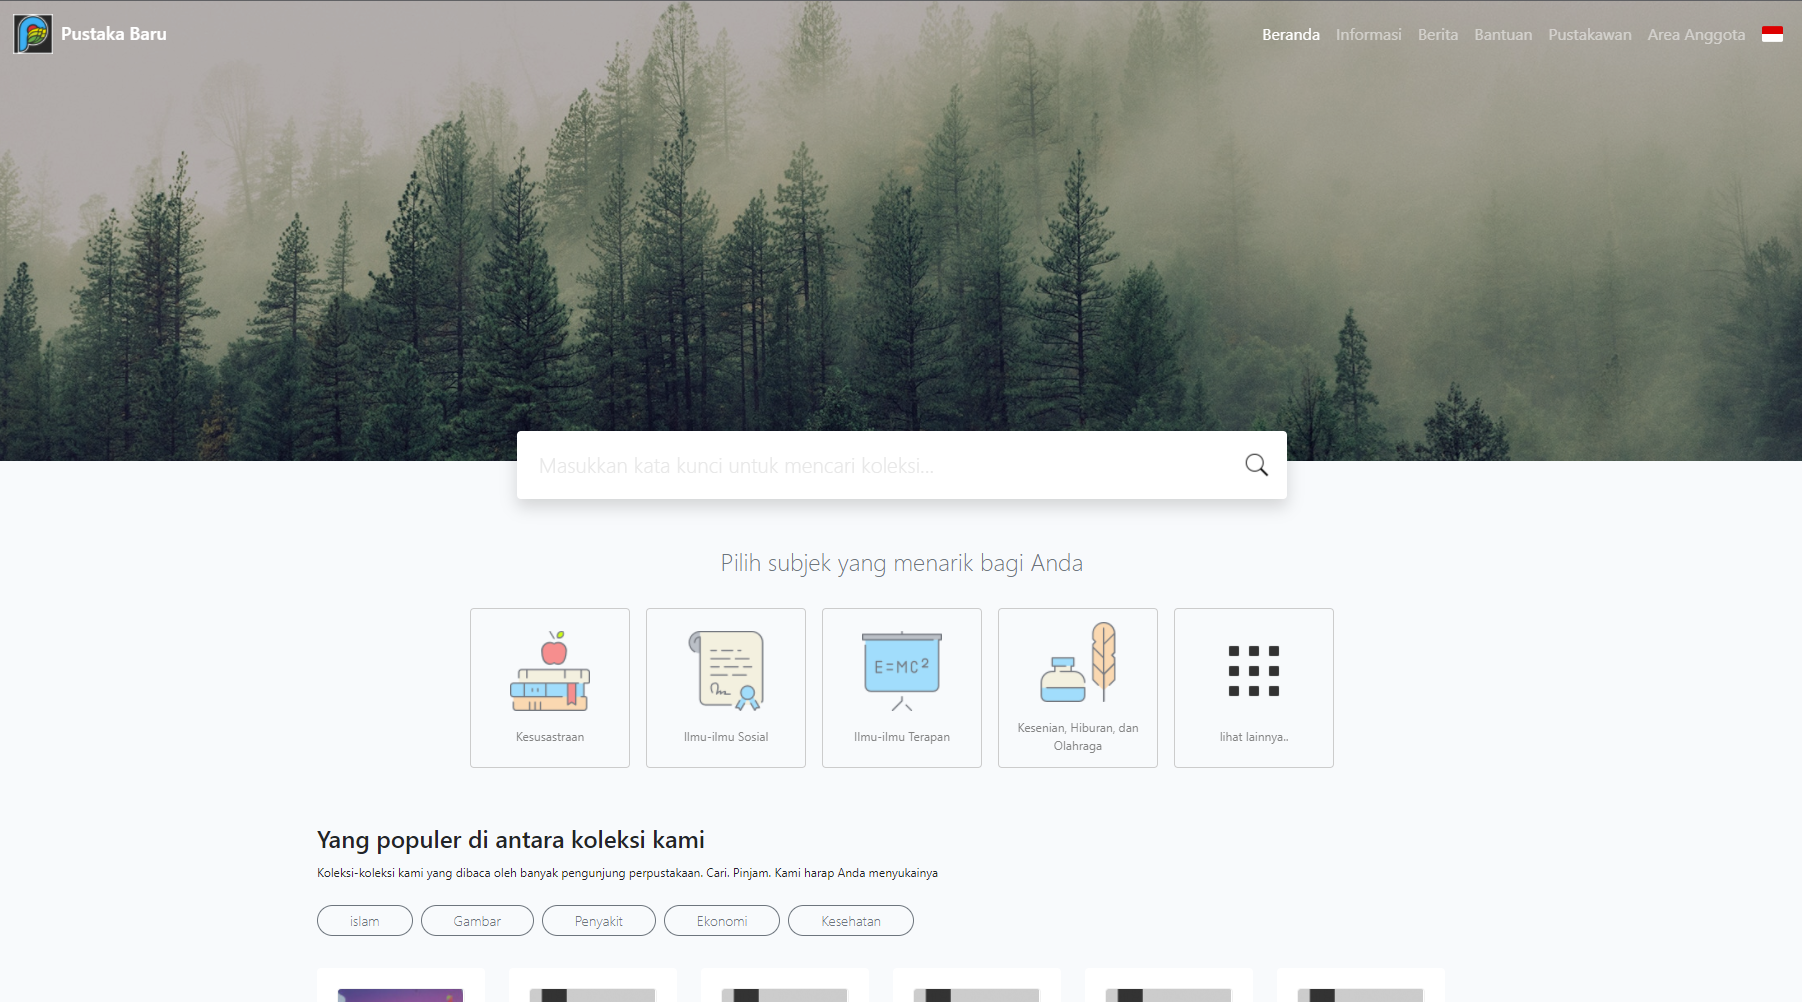 Pustaka Baru
Beranda Informasi Berita Bantuan Pustakawan Area Anggota
Masukkan kata kunci untuk mencari koleksi...
Pilih subjek yang menarik bagi Anda
Kesusastraan
Ilmu-ilmu Sosial
E=MC²
Ilmu-ilmu Terapan
Kesenian, Hiburan, dan
Olahraga
lihat lainnya..
Yang populer di antara koleksi kami
Koleksi-koleksi kami yang dibaca oleh banyak pengunjung perpustakaan. Cari. Pinjam. Kami harap Anda menyukainya
islam
Gambar
Penyakit
Ekonomi
Kesehatan